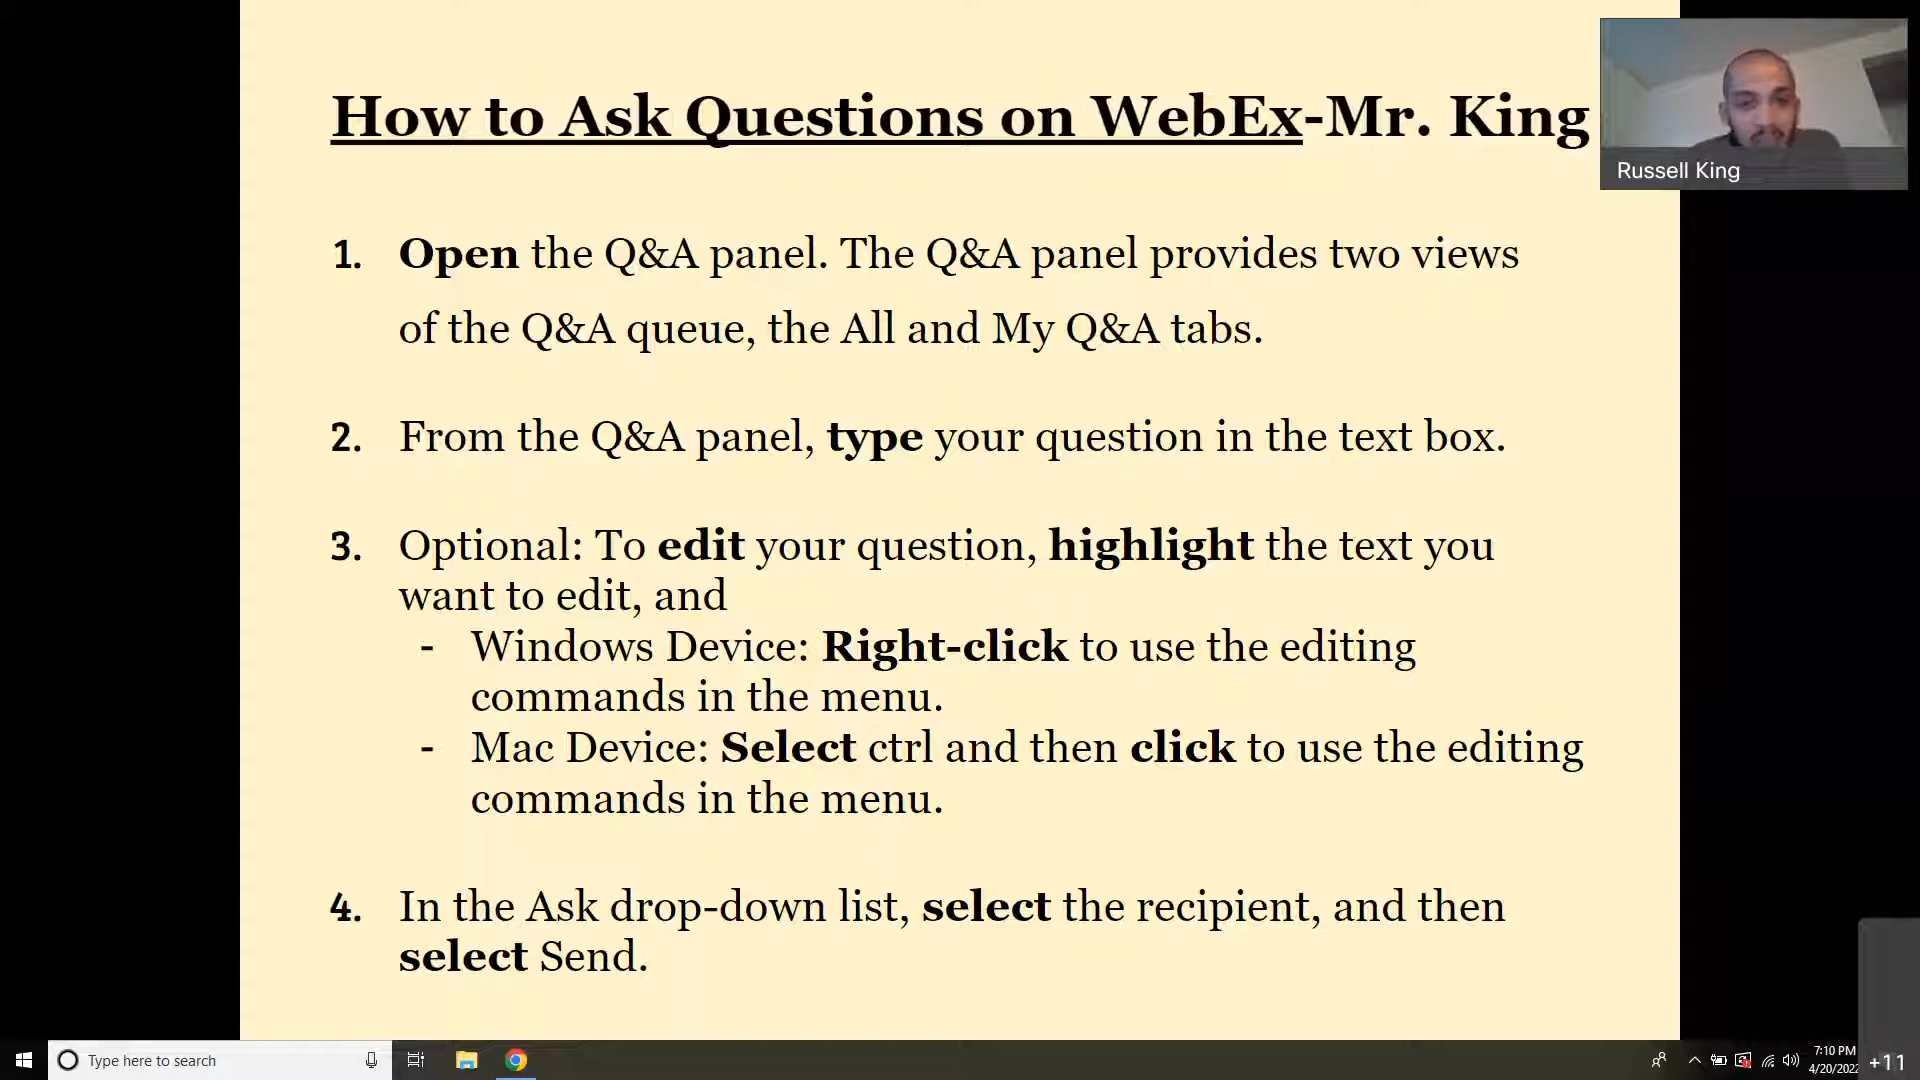 How to Ask Questions on WebEx-Mr. King
Russell King
1. Open the Q&A panel. The Q&A panel provides two views
of the Q&A queue, the All and My Q&A tabs.
2. From the Q&A panel, type your question in the text box.
3. Optional: To edit your question, highlight the text you
want to edit, and
- Windows Device: Right-click to use the editing
commands in the menu.
- Mac Device: Select ctrl and then click to use the editing
commands in the menu.
4. In the Ask drop-down list, select the recipient, and then
select Send.
Type here to search
7:10 PM
4/20/2022
+11